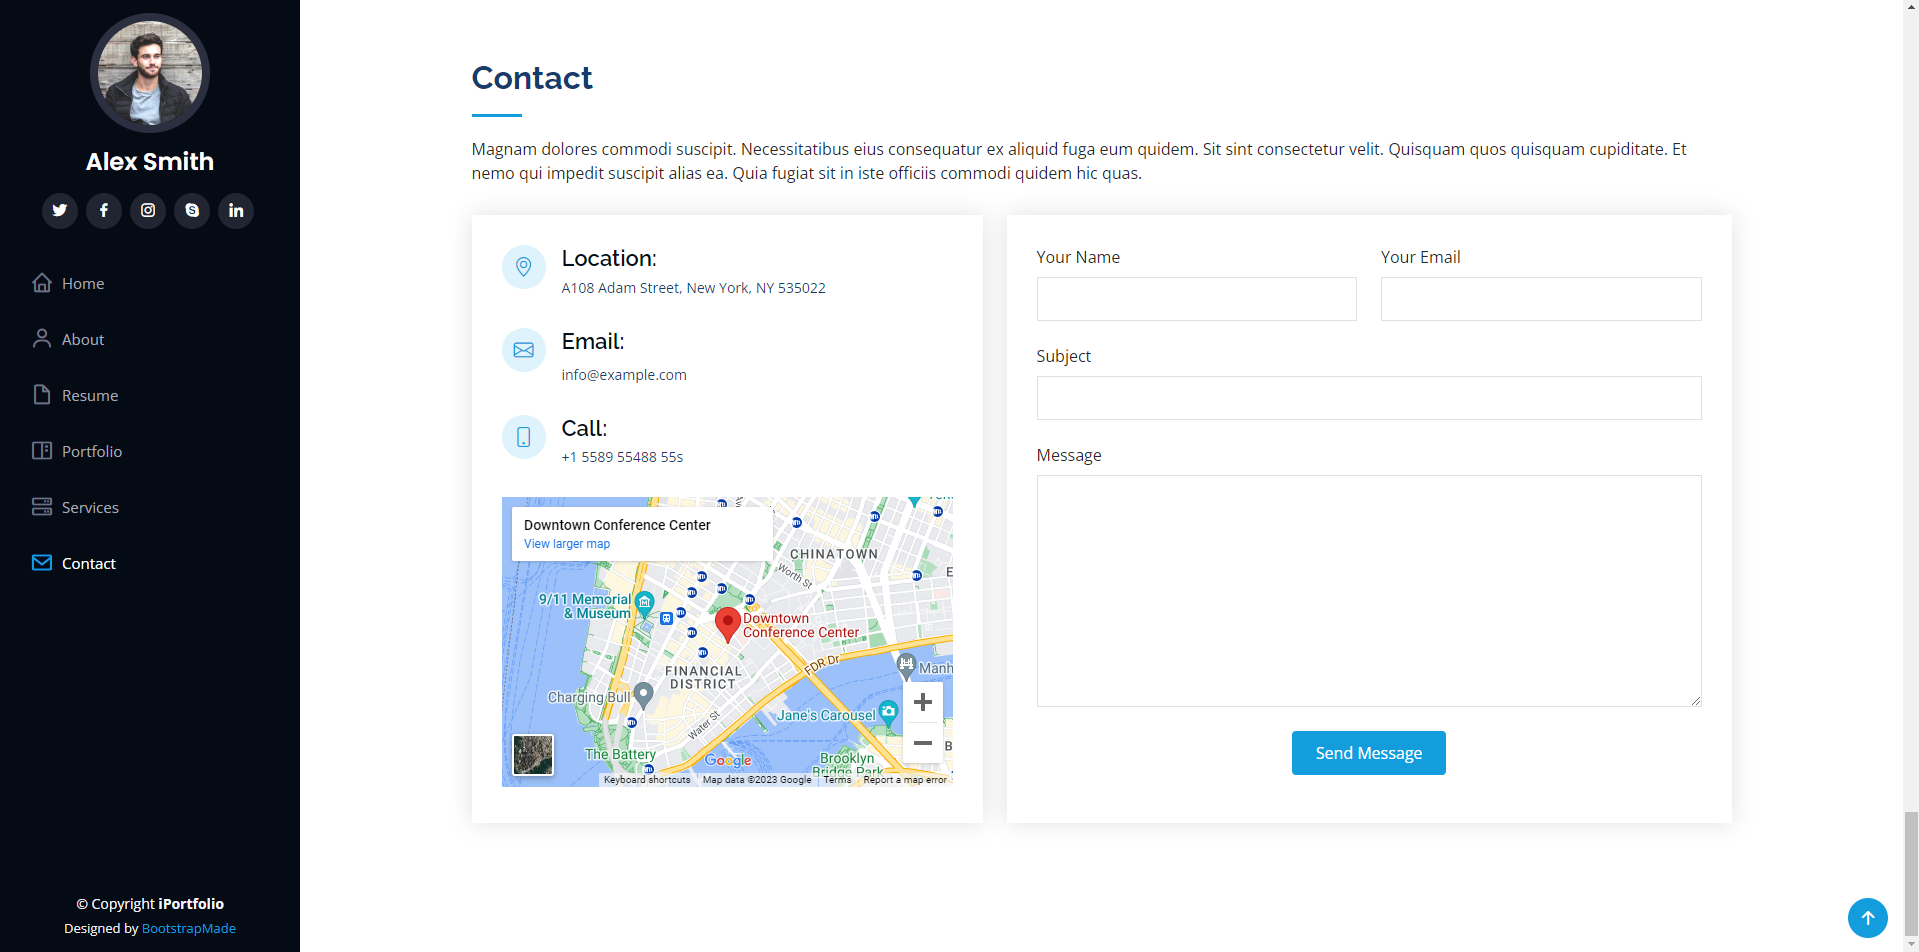 Alex Smith
Home
About
Resume
Portfolio
Services
Contact
© Copyright iPortfolio
Designed by BootstrapMade
Contact
Magnam dolores commodi suscipit. Necessitatibus eius consequatur ex aliquid fuga eum quidem. Sit sint consectetur velit. Quisquam quos quisquam cupiditate. Et
nemo qui impedit suscipit alias ea. Quia fugiat sit in iste officiis commodi quidem hic quas.
Location:
A108 Adam Street, New York, NY 535022
Email:
info@example.com
Call:
+1 5589 55488 55s
Downtown Conference Center
View larger map
CHINATOWN
Worth St
9/11 Memorial
& Museum
Downtown
Conference Center
FDR Dr
FINANCIAL
DISTRICT
Manh
Charging Bull
Jane's Carousel
Water St
The Battery
Google
Brooklyn
Bridge Park
Keyboard shortcuts
Map data ©2023 Google
Terms
Report a map error
Your Name
Your Email
Subject
Message
Send Message